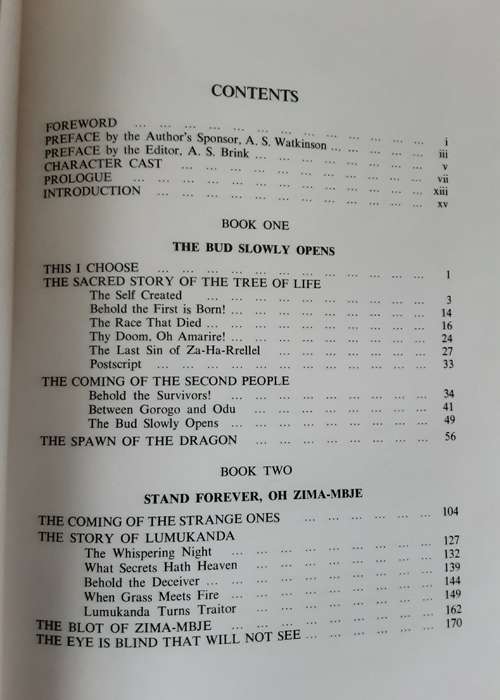 CONTENTS
FOREWORD ... ... ... ... ... ... ... ... ... ... ... i
PREFACE by the Author's Sponsor, A. S. Watkinson ... ... ... ... ... iii
PREFACE by the Editor, A. S. Brink ... ... ... ... ... ... ... ... v
CHARACTER CAST ... ... ... ... ... ... ... ... ... ... vii
PROLOGUE ... ... ... ... ... ... ... ... ... ... ... xiii
INTRODUCTION ... ... ... ... ... ... ... ... ... ... ... xv
BOOK ONE
THE BUD SLOWLY OPENS
THIS I CHOOSE ... ... ... ... ... ... ... ... ... ... ... 1
THE SACRED STORY OF THE TREE OF LIFE
The Self Created ... ... ... ... ... ... ... ... ... 3
Behold the First is Born! ... ... ... ... ... ... ... ... 14
The Race That Died ... ... ... ... ... ... ... ... ... 16
Thy Doom, Oh Amarire! ... ... ... ... ... ... ... ... 24
The Last Sin of Za-Ha-Rrellel ... ... ... ... ... ... 27
Postscript ... ... ... ... ... ... ... ... ... ... ... 33
THE COMING OF THE SECOND PEOPLE
Behold the Survivors! ... ... ... ... ... ... ... ... 34
Between Gorogo and Odu ... ... ... ... ... ... ... 41
The Bud Slowly Opens ... ... ... ... ... ... ... ... 49
THE SPAWN OF THE DRAGON ... ... ... ... ... ... ... 56
BOOK TWO
STAND FOREVER, OH ZIMA-MBJE
THE COMING OF THE STRANGE ONES ... ... ... ... ... 104
THE STORY OF LUMUKANDA
The Whispering Night ... ... ... ... ... ... ... ... 127
What Secrets Hath Heaven ... ... ... ... ... ... ... 132
Behold the Deceiver ... ... ... ... ... ... ... ... ... 139
When Grass Meets Fire ... ... ... ... ... ... ... ... 144
Lumukanda Turns Traitor ... ... ... ... ... ... ... 149
THE BLOT OF ZIMA-MBJE ... ... ... ... ... ... ... ... 162
THE EYE IS BLIND THAT WILL NOT SEE ... ... ... ... ... 170